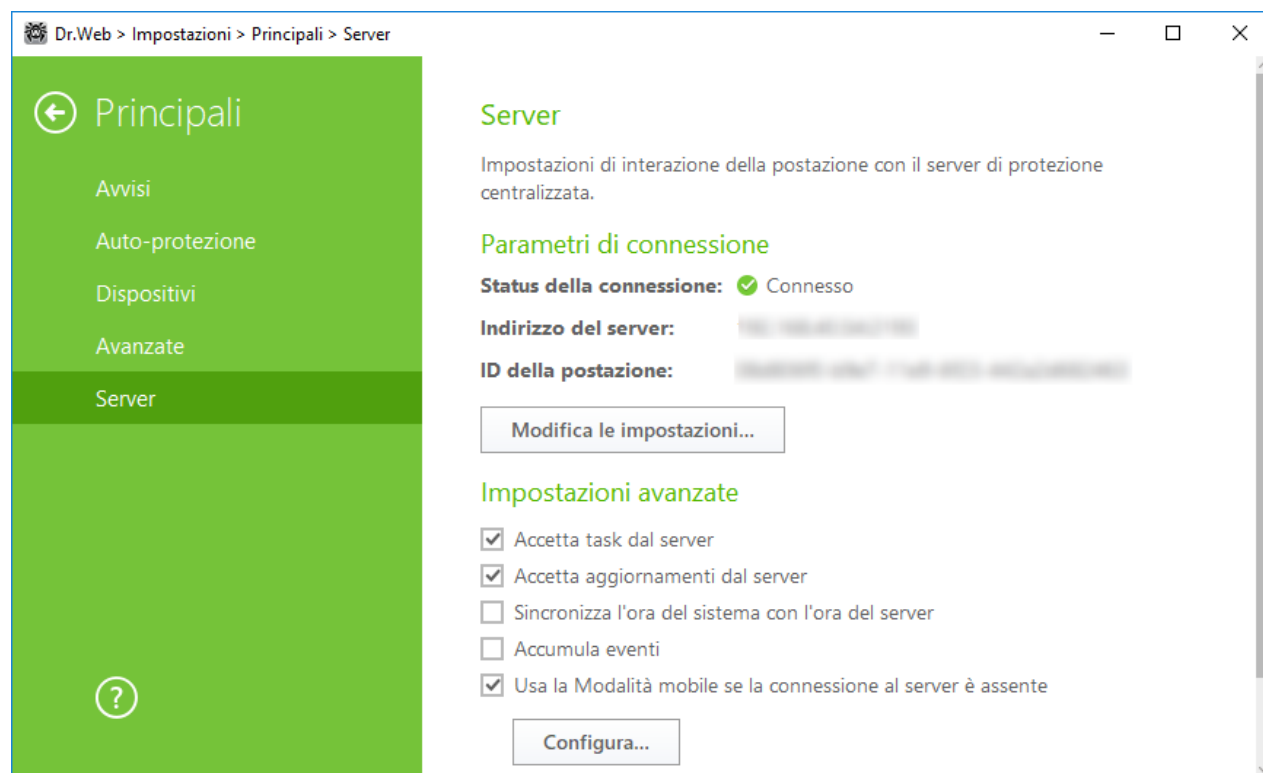 Dr.Web > Impostazioni > Principali > Server
Principali
Avvisi
Auto-protezione
Dispositivi
Avanzate
Server
?
Server
Impostazioni di interazione della postazione con il server di protezione
centralizzata.
Parametri di connessione
Status della connessione: Connesso
Indirizzo del server:
ID della postazione:
Modifica le impostazioni...
Impostazioni avanzate
Accetta task dal server
Accetta aggiornamenti dal server
Sincronizza l'ora del sistema con l'ora del server
Accumula eventi
Usa la Modalità mobile se la connessione al server è assente
Configura...